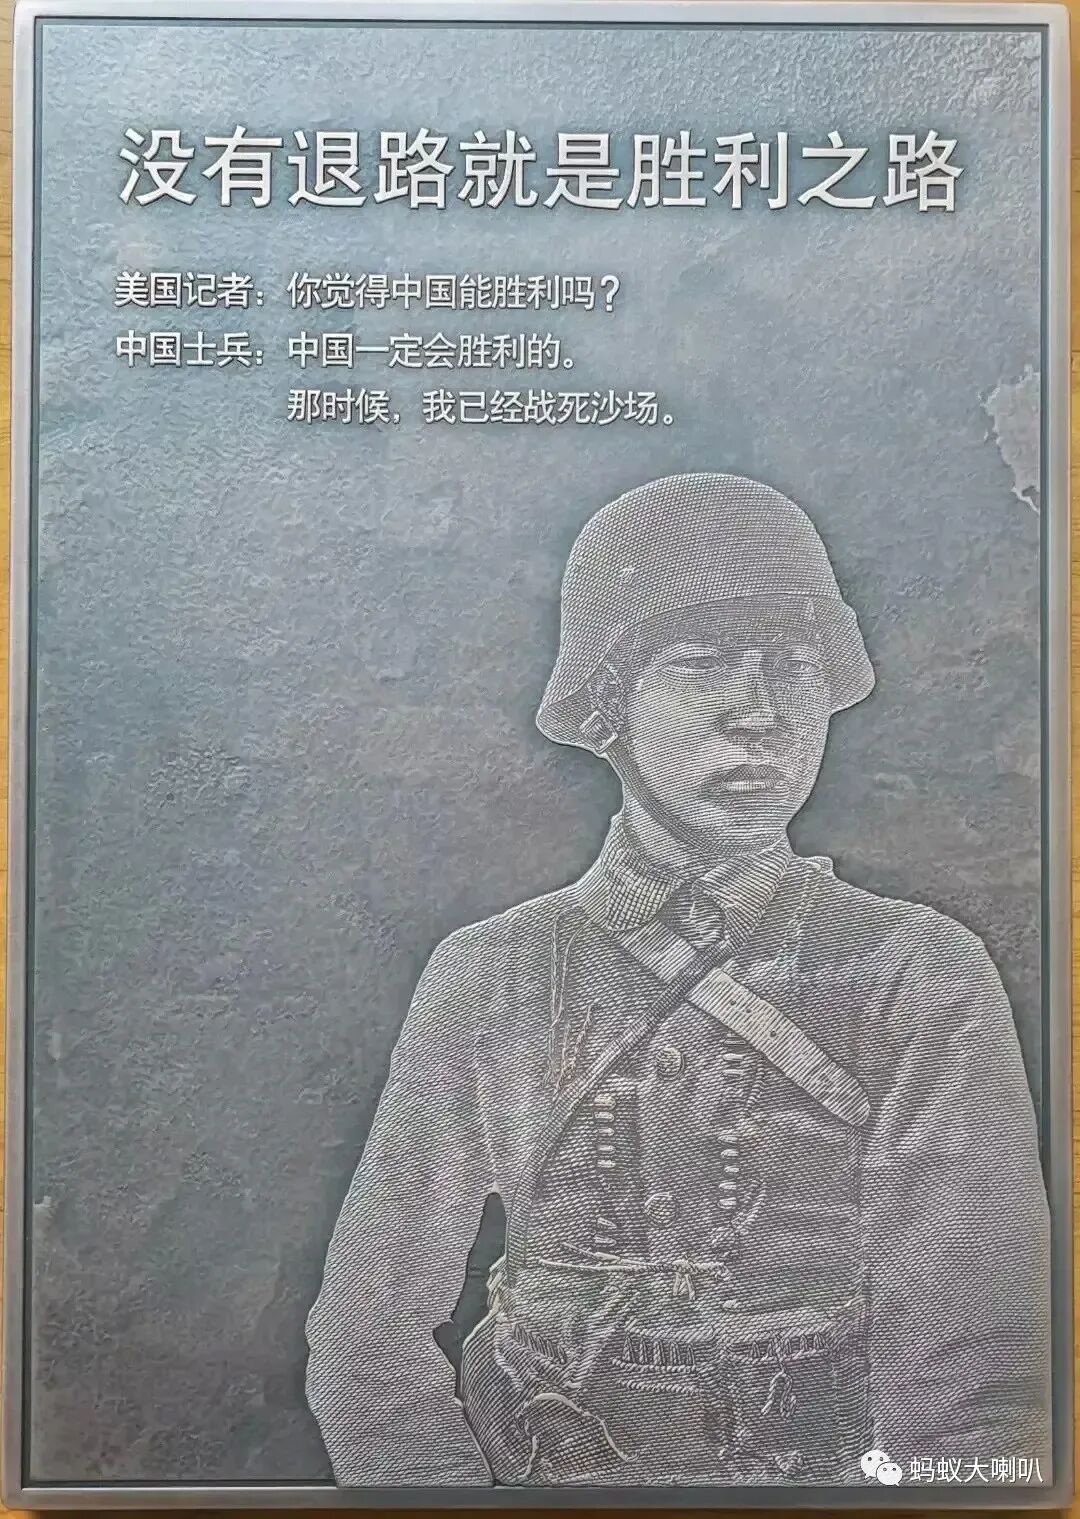 没有退路就是胜利之路
美国记者：你觉得中国能胜利吗？
中国士兵：中国一定会胜利的。
那时候，我已经战死沙场。
蚂蚁大喇叭